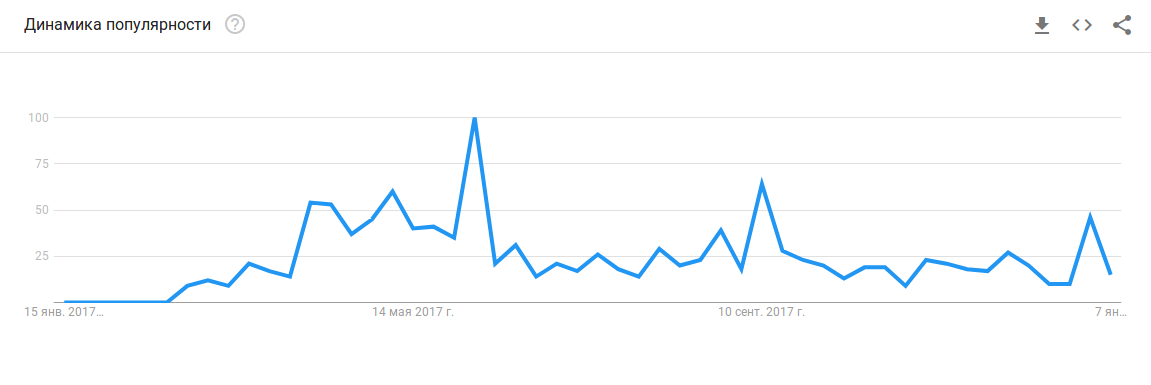 Динамика популярности ?
100
75
50
25
15 янв. 2017…
14 мая 2017 г.
10 сент. 2017 г.
7 ян…